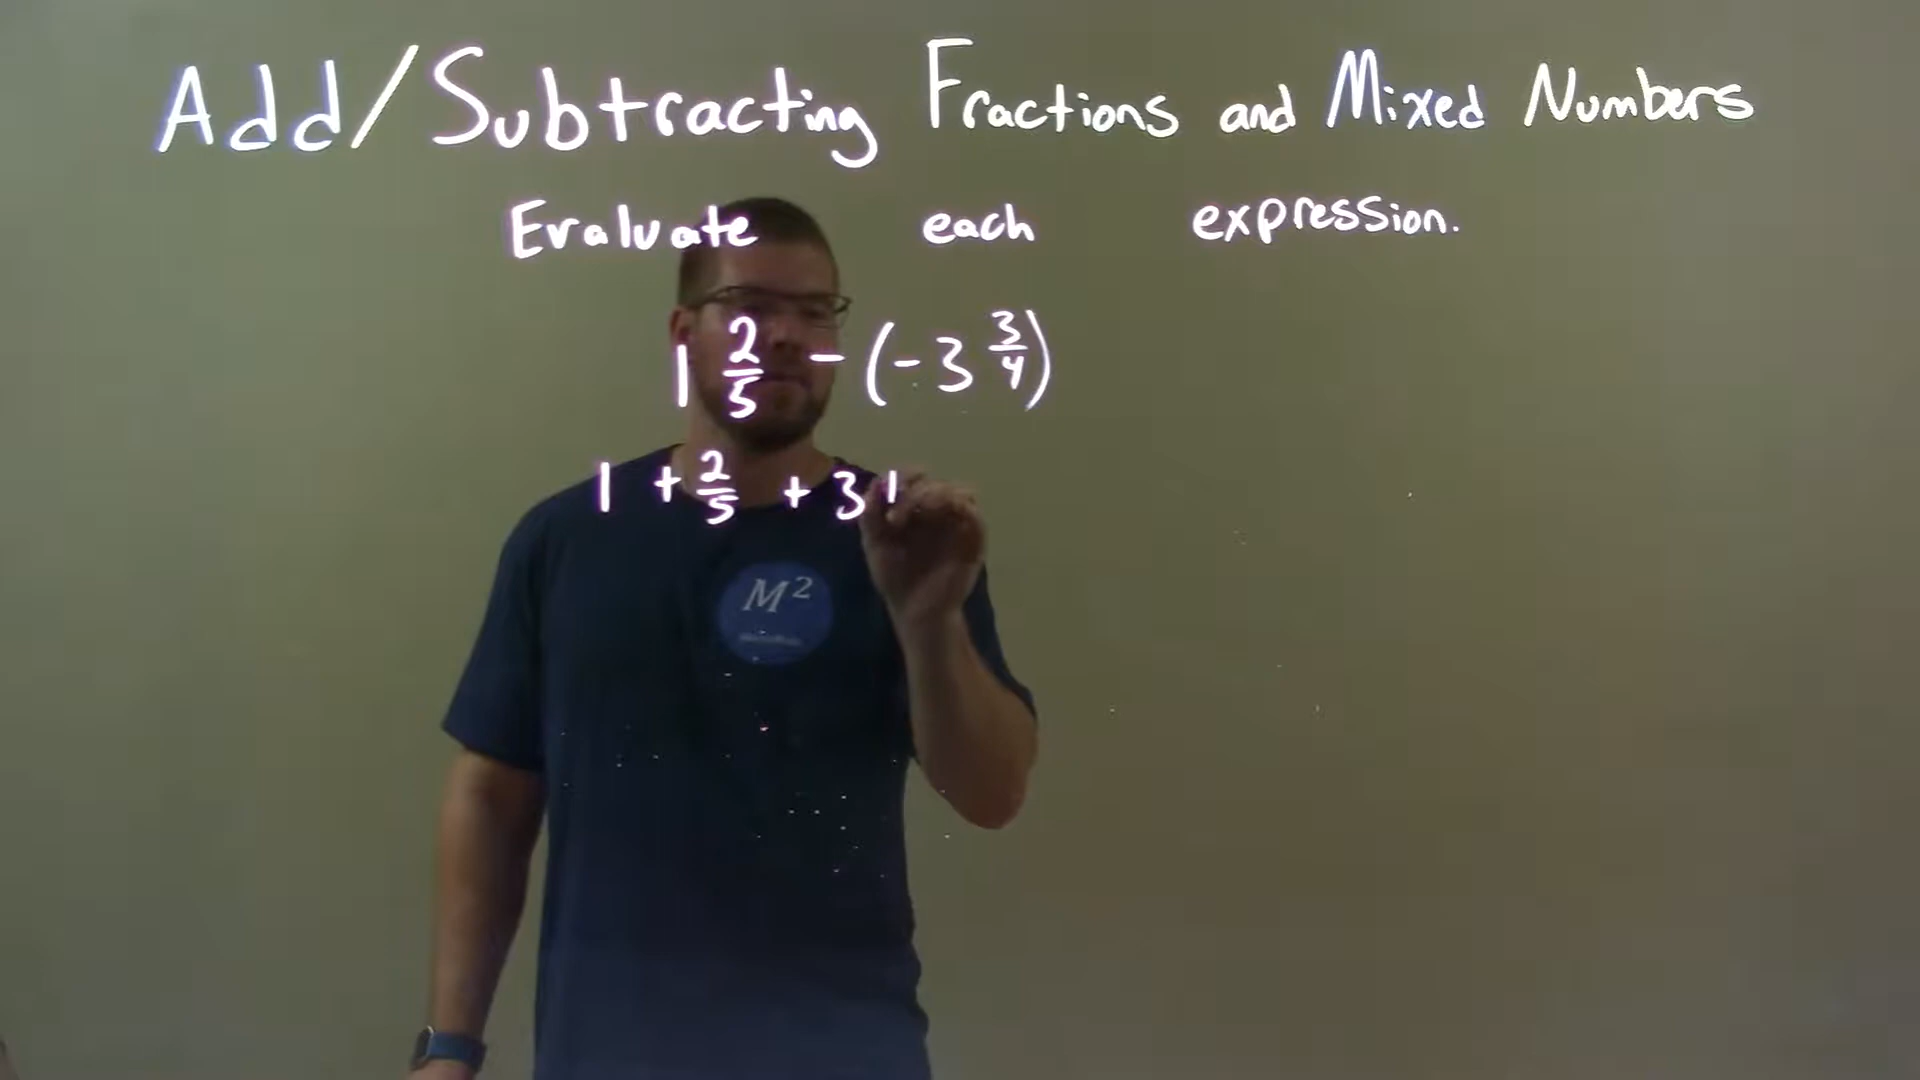 Add/Subtracting Fractions and Mixed Numbers
Evaluate each expression.
1 2/5 - (-3 3/4)
1 + 2/5 + 3
M²